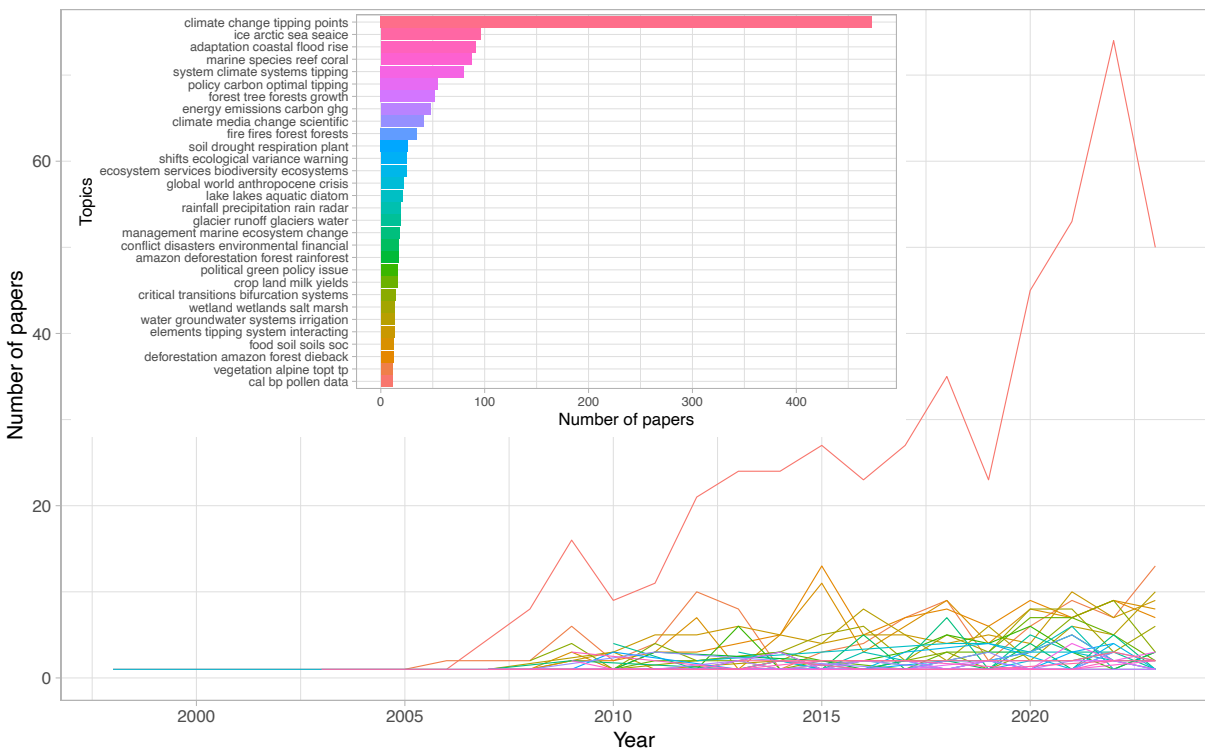 climate change tipping points
ice arctic sea seaice
adaptation coastal flood rise
marine species reef coral
system climate systems tipping
policy carbon optimal tipping
forest tree forests growth
energy emissions carbon ghg
climate media change scientific
fire fires forest forests
soil drought respiration plant
shifts ecological variance warning
ecosystem services biodiversity ecosystems
global world anthropocene crisis
lake lakes aquatic diatom
rainfall precipitation rain radar
glacier runoff glaciers water
management marine ecosystem change
conflict disasters environmental financial
amazon deforestation forest rainforest
political green policy issue
crop land milk yields
critical transitions bifurcation systems
wetland wetlands salt marsh
water groundwater systems irrigation
elements tipping system interacting
food soil soils soc
deforestation amazon forest dieback
vegetation alpine topt tp
cal bp pollen data
Topics
0 100 200 300 400
Number of papers
Number of papers
60
40
20
0
2000 2005 2010 2015 2020
Year